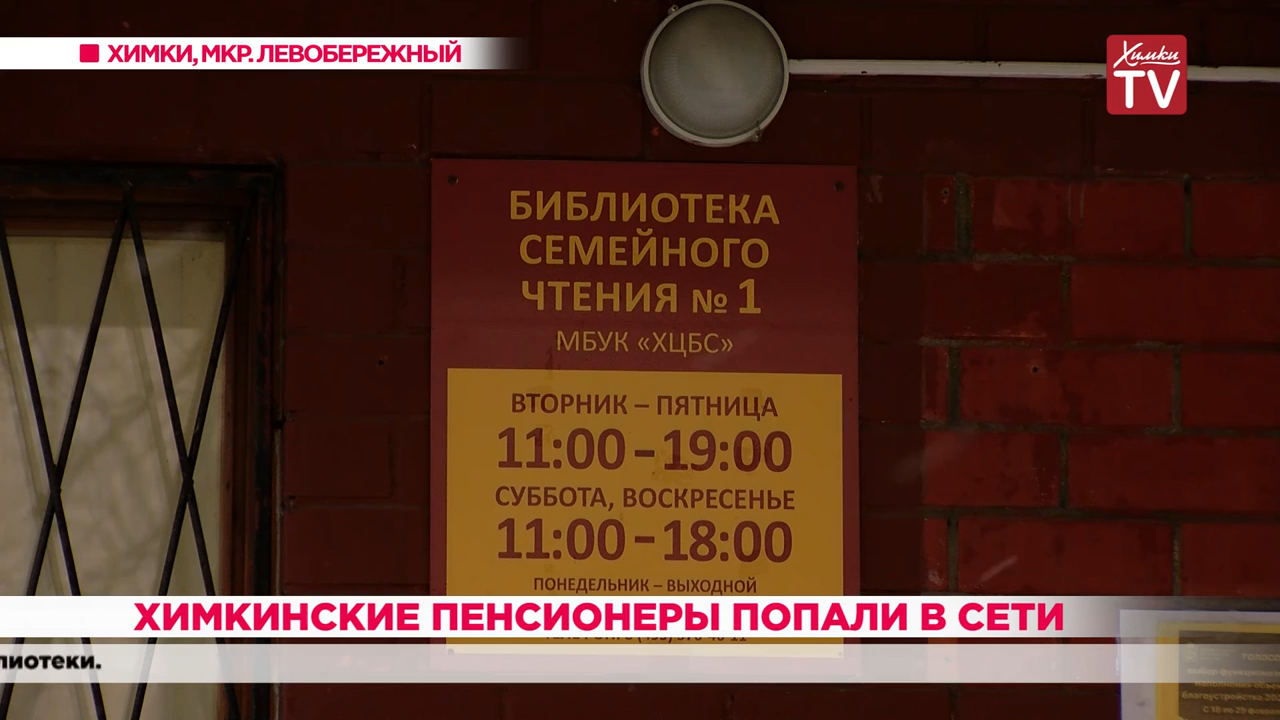 ХИМКИ, МКР. ЛЕВОБЕРЕЖНЫЙ
Химки
TV
БИБЛИОТЕКА
СЕМЕЙНОГО
ЧТЕНИЯ № 1
МБУК «ХЦБС»
ВТОРНИК – ПЯТНИЦА
11:00 – 19:00
СУББОТА, ВОСКРЕСЕНЬЕ
11:00 – 18:00
ПОНЕДЕЛЬНИК – ВЫХОДНОЙ
ХИМКИНСКИЕ ПЕНСИОНЕРЫ ПОПАЛИ В СЕТИ
лиотеки.